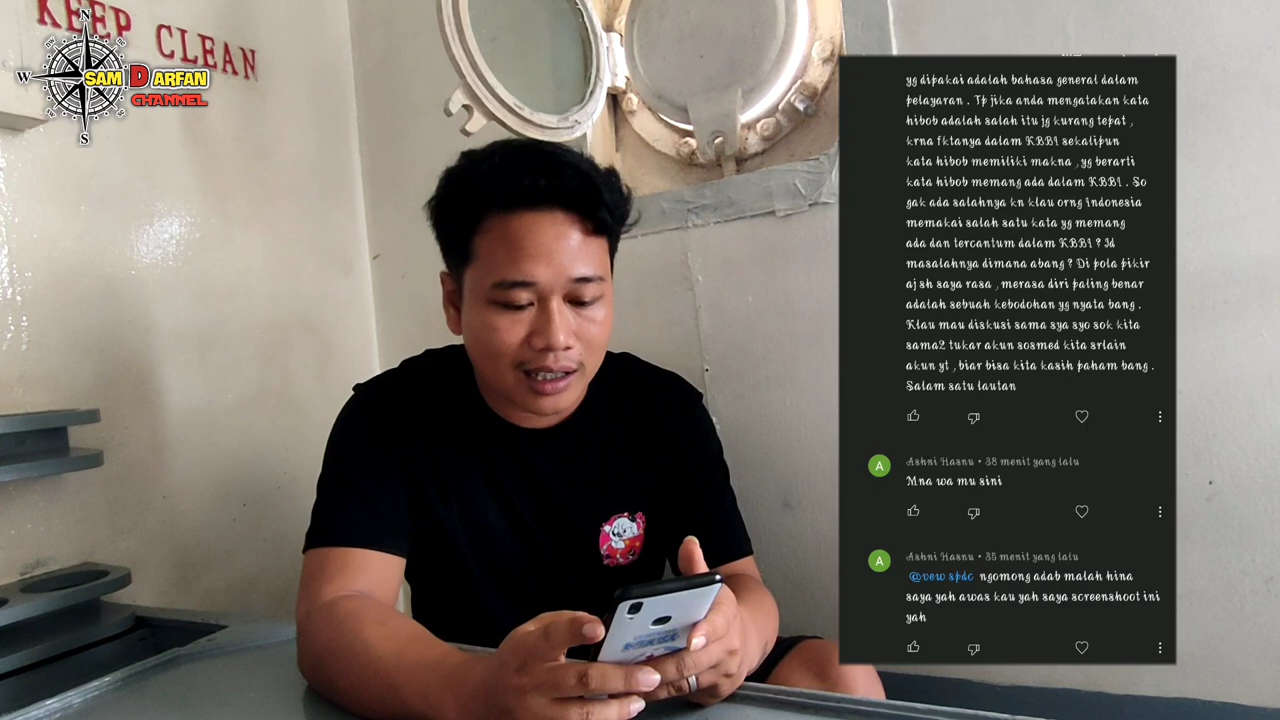 KEEP CLEAN
N
W
S
SAM DARFAN
CHANNEL
yg dipakai adalah bahasa general dalam
pelayaran . Tp jika anda mengatakan kata
hibob adalah salah itu jg kurang tepat ,
krna fktanya dalam KBBI sekalipun
kata hibob memiliki makna , yg berarti
kata hibob memang ada dalam KBBI . So
gak ada salahnya kn klau orng indonesia
memakai salah satu kata yg memang
ada dan tercantum dalam KBBI ? Jd
masalahnya dimana abang ? Di pola pikir
aj sh saya rasa , merasa diri paling benar
adalah sebuah kebodohan yg nyata bang .
Klau mau diskusi sama sya syo sok kita
sama2 tukar akun sosmed kita srlain
akun yt , biar bisa kita kasih paham bang .
Salam satu lautan
A
Ashni Hasnu • 38 menit yang lalu
Mna wa mu sini
A
Ashni Hasnu • 35 menit yang lalu
@vew spdc ngomong adab malah hina
saya yah awas kau yah saya screenshoot ini
yah